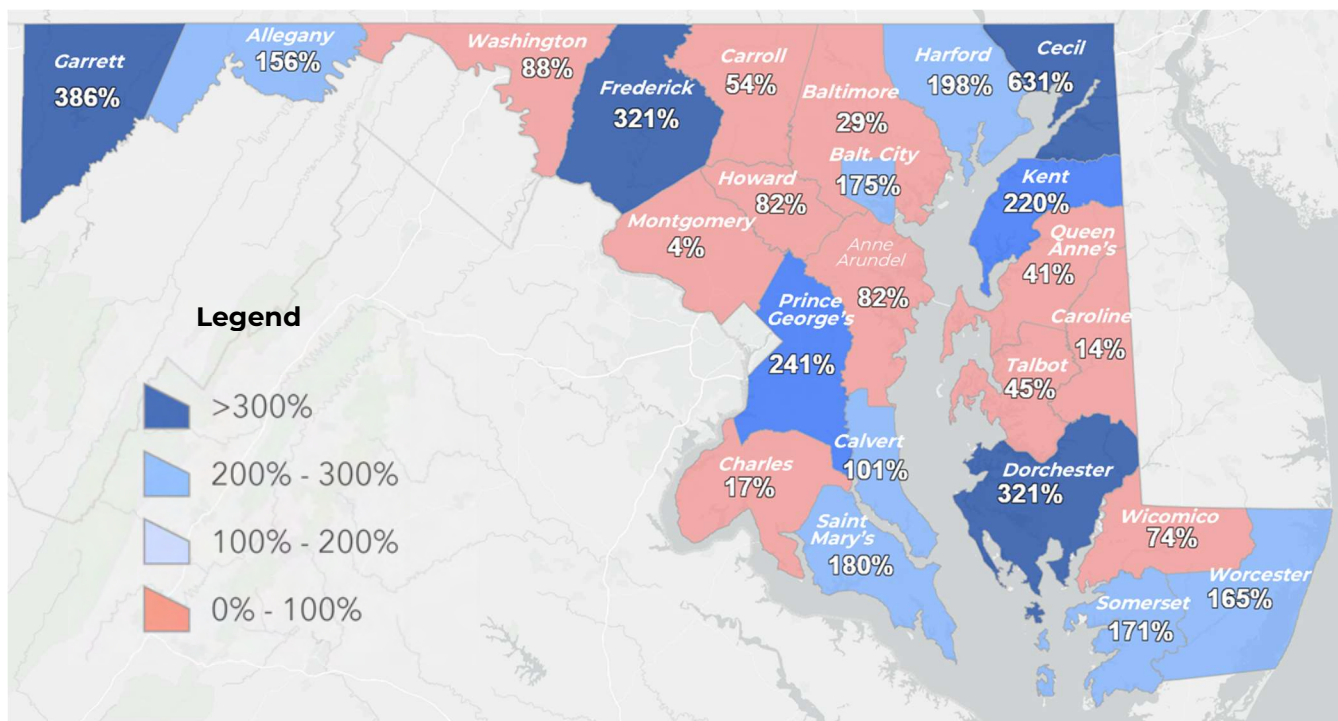 Garrett
386%
Allegany
156%
Washington
88%
Frederick
321%
Carroll
54%
Baltimore
29%
Balt. City
175%
Harford
198%
Cecil
631%
Howard
82%
Montgomery
4%
Anne
Arundel
82%
Kent
220%
Queen
Anne's
41%
Prince
George's
241%
Caroline
14%
Talbot
45%
Calvert
101%
Charles
17%
Saint
Mary's
180%
Dorchester
321%
Wicomico
74%
Worcester
165%
Somerset
171%
Legend
>300%
200% - 300%
100% - 200%
0% - 100%